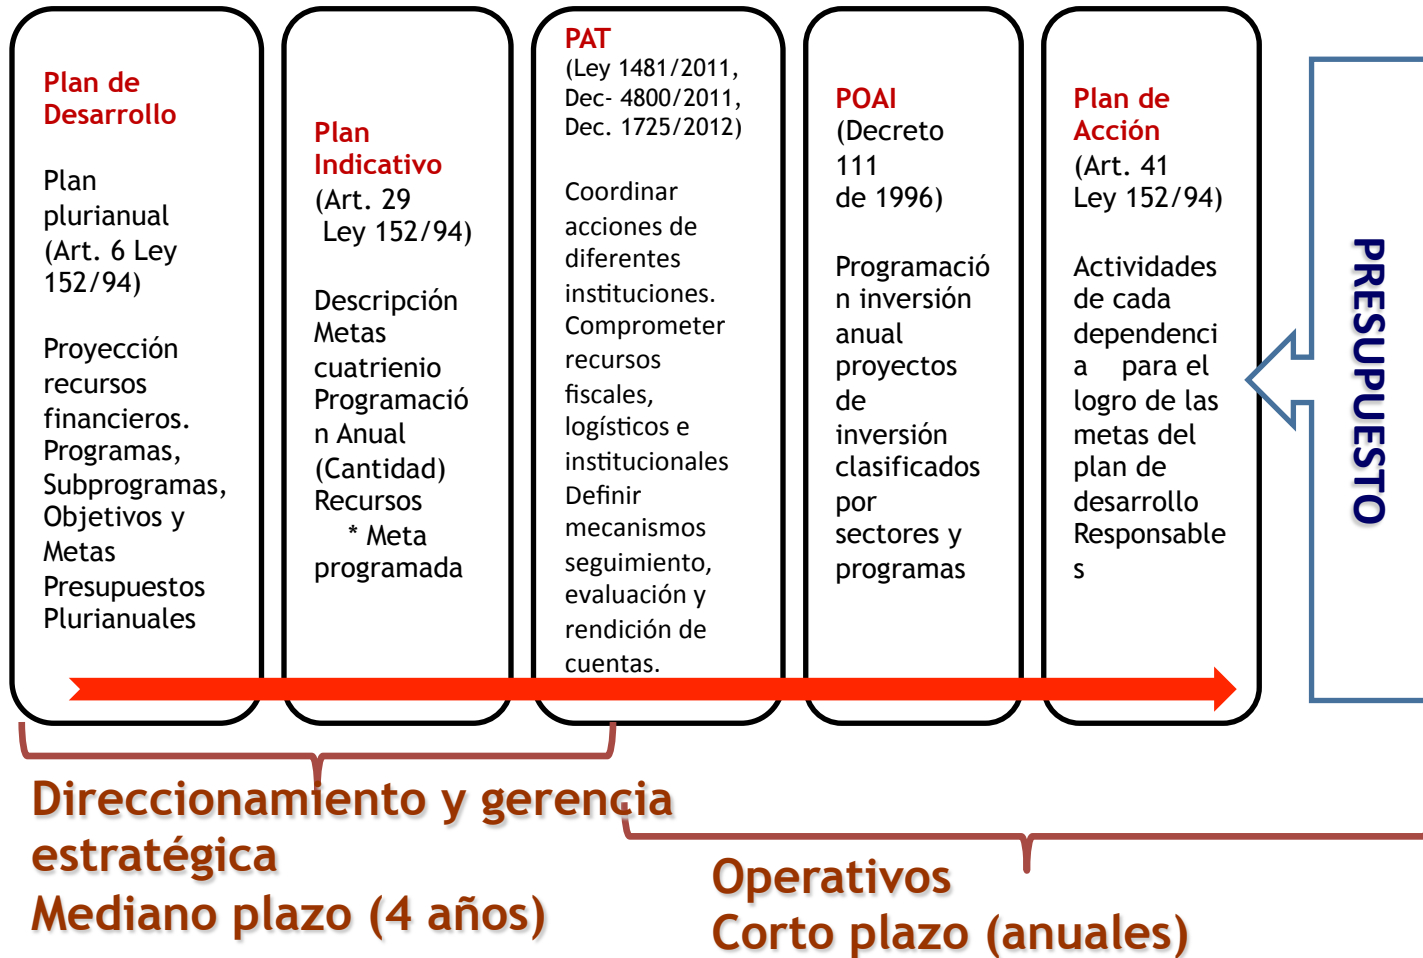 Plan de
Desarrollo
Plan
plurianual
(Art. 6 Ley
152/94)
Proyección
recursos
financieros.
Programas,
Subprogramas,
Objetivos y
Metas
Presupuestos
Plurianuales
Plan
Indicativo
(Art. 29
Ley 152/94)
Descripción
Metas
cuatrienio
Programació
n Anual
(Cantidad)
Recursos
* Meta
programada
PAT
(Ley 1481/2011,
Dec- 4800/2011,
Dec. 1725/2012)
Coordinar
acciones de
diferentes
instituciones.
Comprometer
recursos
fiscales,
logísticos e
institucionales
Definir
mecanismos
seguimiento,
evaluación y
rendición de
cuentas.
POAI
(Decreto
111
de 1996)
Programació
n inversión
anual
proyectos
de
inversión
clasificados
por
sectores y
programas
Plan de
Acción
(Art. 41
Ley 152/94)
Actividades
de cada
dependenci
a para el
logro de las
metas del
plan de
desarrollo
Responsable
s
PRESUPUESTO
Direccionamiento y gerencia
estratégica
Mediano plazo (4 años)
Operativos
Corto plazo (anuales)